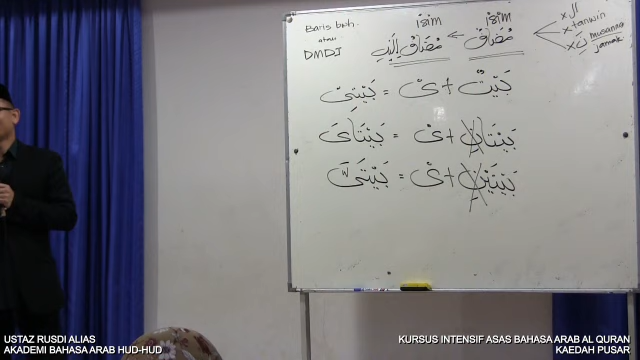 Baris bwh isim isim
atau
DMDJ
مُضَافٌ إِلَيْهِ ← مُضَافٌ
x ال
x tanwin
x نِ musanna
jamak
بَيْتٌ + ىْ = بَيْتِىْ
بَيْتَانِ + ىْ = بَيْتَاىَ
بَيْتَيْنِ + ىْ = بَيْتَىَّ
USTAZ RUSDI ALIAS
AKADEMI BAHASA ARAB HUD-HUD
KURSUS INTENSIF ASAS BAHASA ARAB AL QURAN
KAEDAH PUSAR